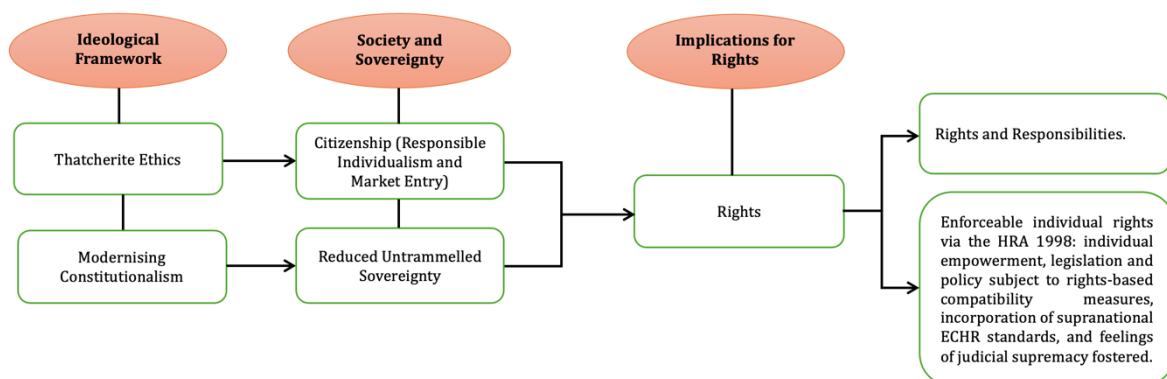 Ideological
Framework
Society and
Sovereignty
Implications for
Rights
Thatcherite Ethics
Citizenship (Responsible
Individualism and
Market Entry)
Rights and Responsibilities.
Rights
Modernising
Constitutionalism
Reduced Untrammelled
Sovereignty
Enforceable individual rights
via the HRA 1998: individual
empowerment, legislation and
policy subject to rights-based
compatibility measures,
incorporation of supranational
ECHR standards, and feelings
of judicial supremacy fostered.